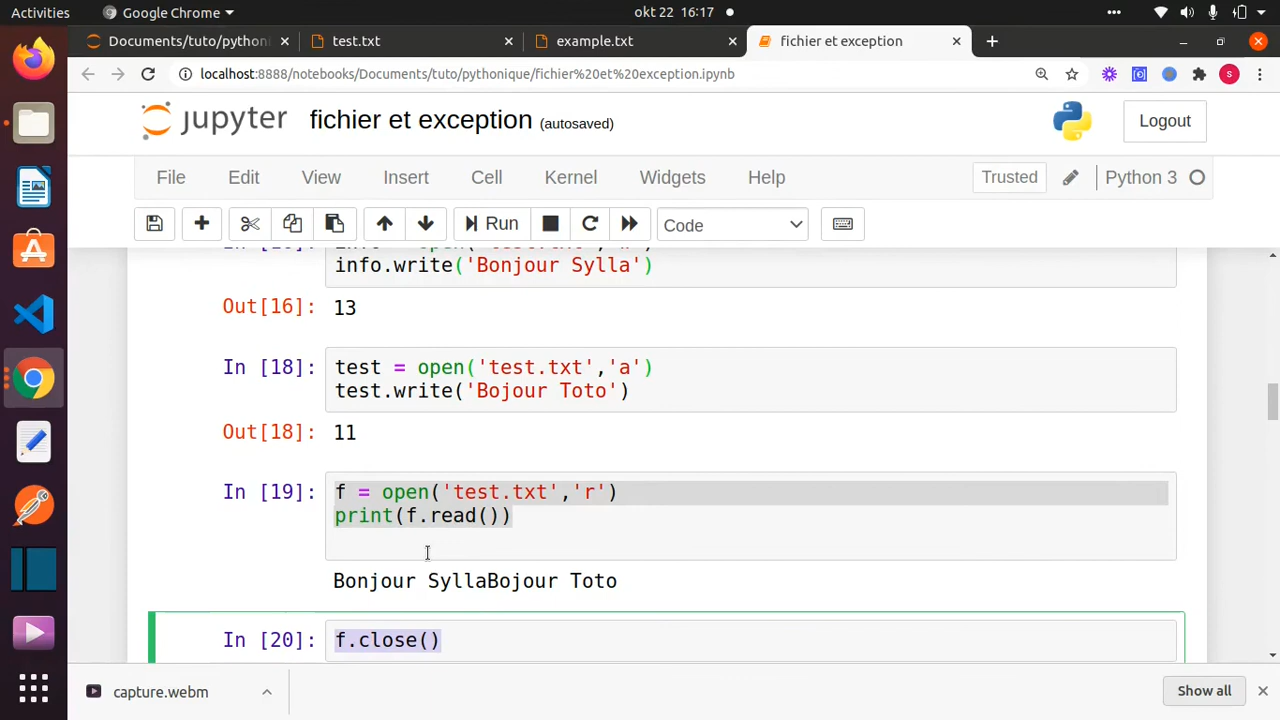 Activities
Google Chrome
okt 22 16:17
Documents/tuto/python
test.txt
example.txt
fichier et exception
localhost:8888/notebooks/Documents/tuto/pythonique/fichier%20et%20exception.ipynb
S
jupyter
fichier et exception (autosaved)
Logout
File
Edit
View
Insert
Cell
Kernel
Widgets
Help
Trusted
Python 3
Run
Code
info.write('Bonjour Sylla')
Out[16]: 13
In [18]: test = open('test.txt','a')
test.write('Bojour Toto')
Out[18]: 11
In [19]: f = open('test.txt','r')
print(f.read())
Bonjour SyllaBojour Toto
In [20]: f.close()
capture.webm
Show all